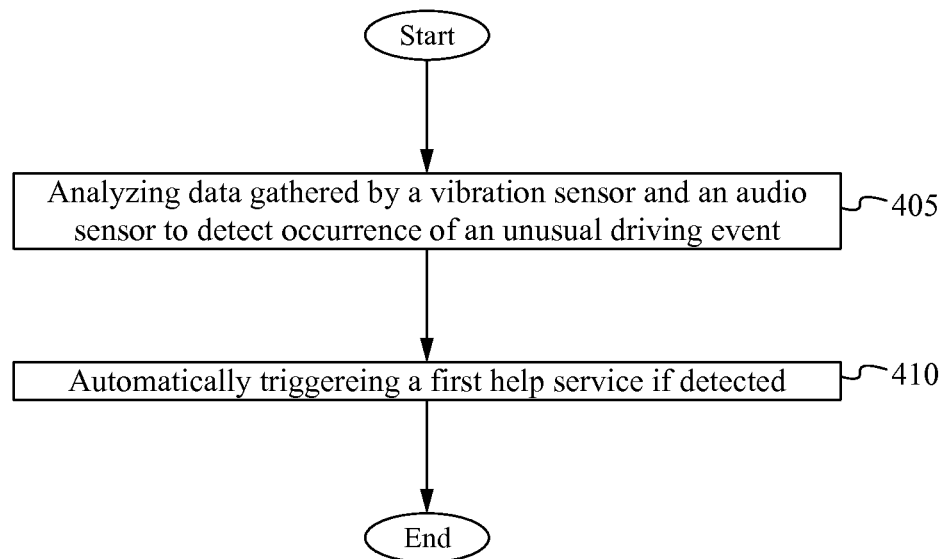 Start
Analyzing data gathered by a vibration sensor and an audio
sensor to detect occurrence of an unusual driving event
405
Automatically triggereing a first help service if detected
410
End